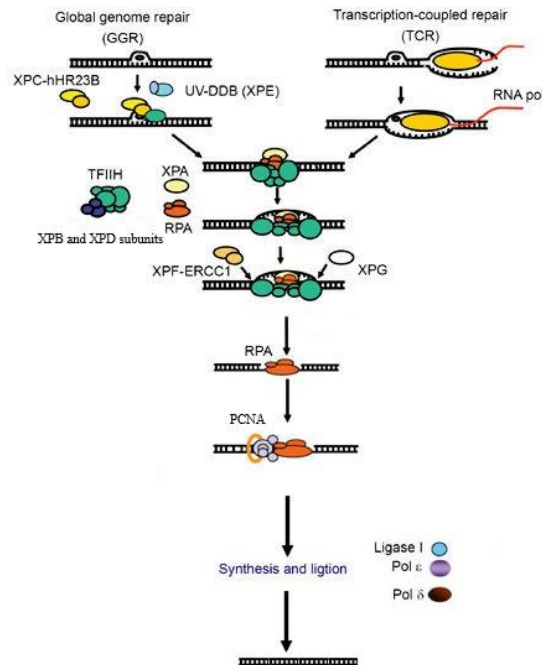 Global genome repair
(GGR)
Transcription-coupled repair
(TCR)
XPC-hHR23B
UV-DDB (XPE)
RNA po
TFIIH
XPA
XPB and XPD subunits
RPA
XPF-ERCC1
XPG
RPA
PCNA
Ligase I
Synthesis and ligtion
Pol ε
Pol δ